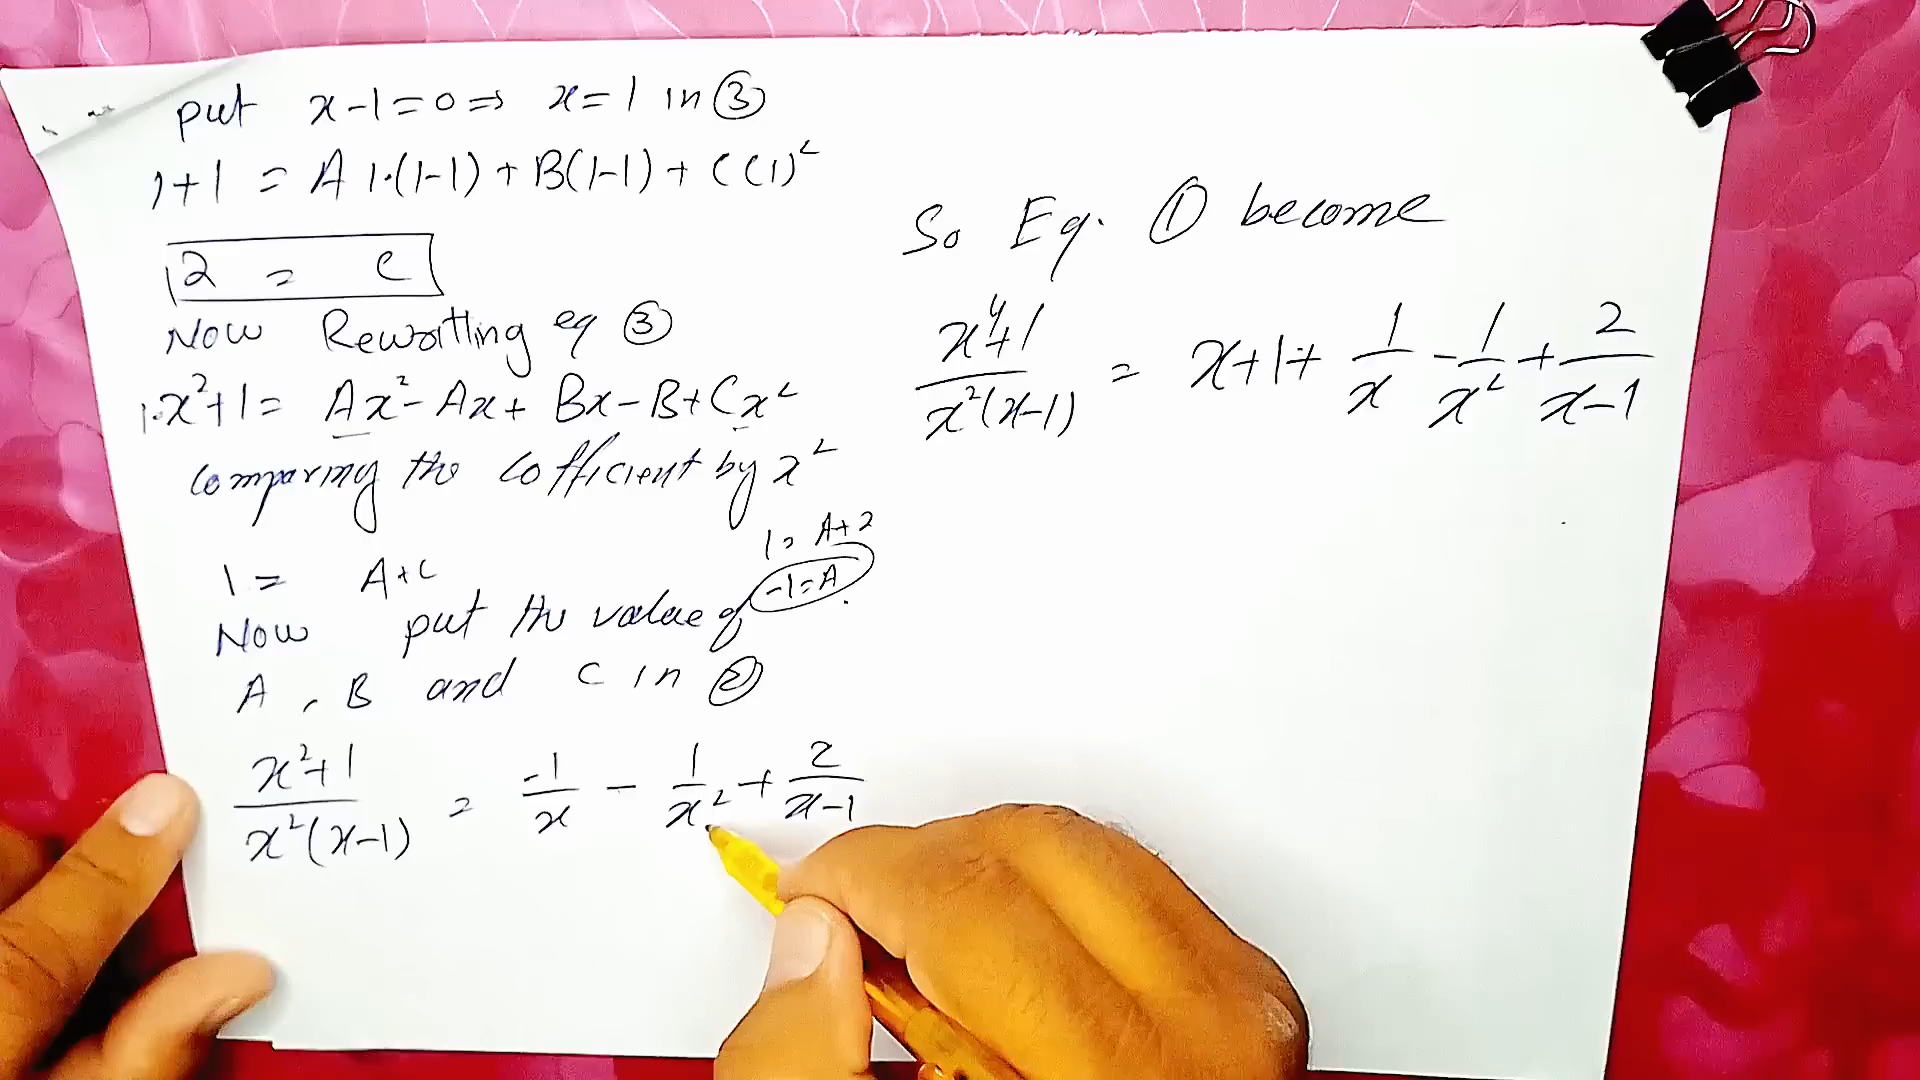 put x-1=0 ⇒ x=1 in ③
1+1 = A 1·(1-1) + B(1-1) + C(1)²
2 = C
Now Rewritting eq ③
1·x²+1 = Ax² - Ax + Bx - B + Cx²
comparing the cofficient by x²
1 = A+C
1 = A+2
-1 = A
Now put the value of
A, B and C in ②
x²+1 / x²(x-1) = -1/x - 1/x² + 2/x-1
So Eq. ① become
x⁴+1 / x²(x-1) = x+1+ 1/x - 1/x² + 2/x-1